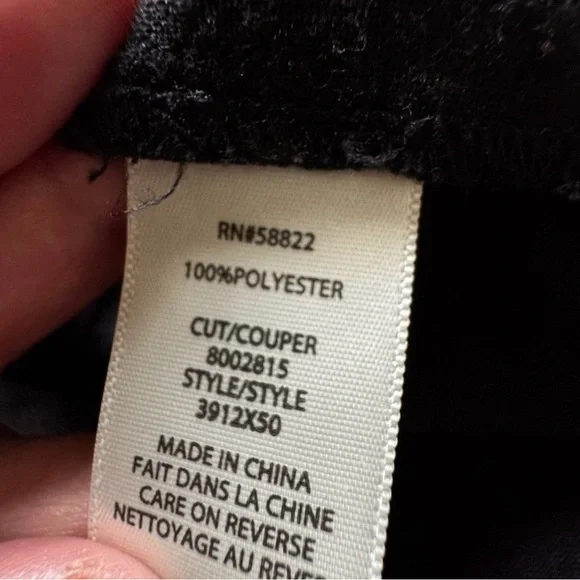 RN#58822
100%POLYESTER
CUT/COUPER
8002815
STYLE/STYLE
3912X50
MADE IN CHINA
FAIT DANS LA CHINE
CARE ON REVERSE
NETTOYAGE AU